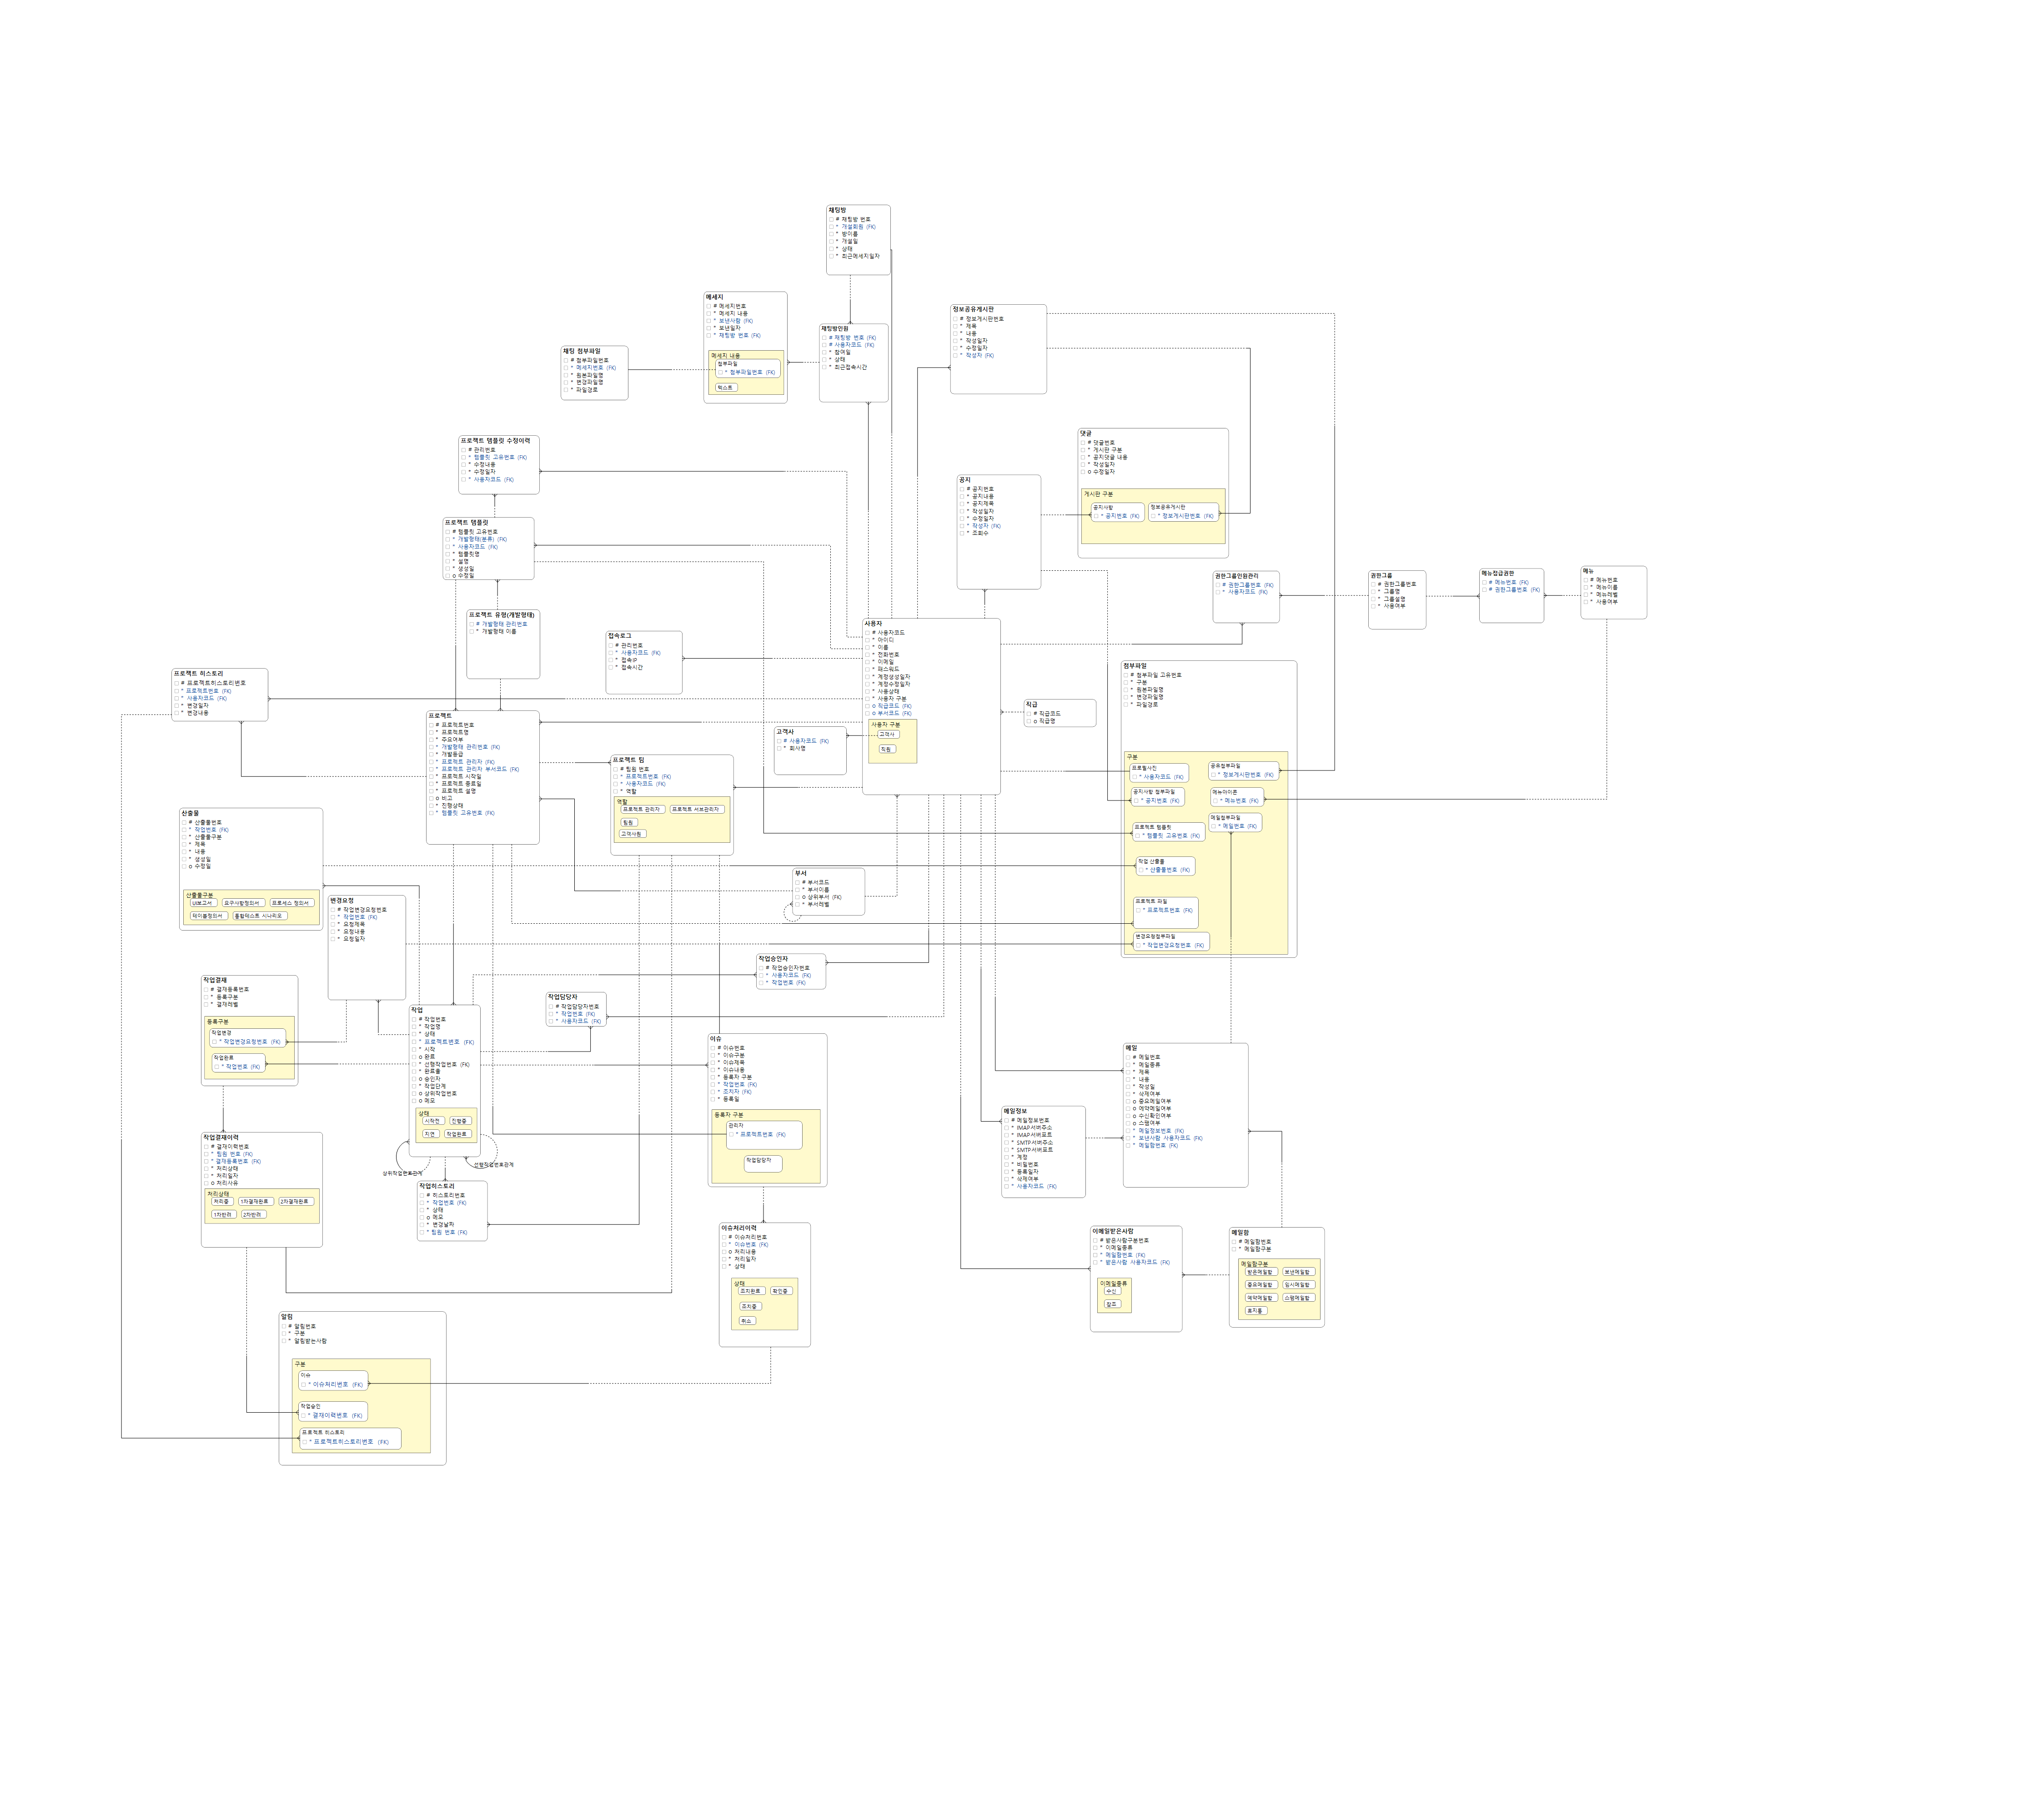 채팅방
# 채팅방 번호
* 개설회원 (FK)
* 방이름
* 개설일
* 상태
* 최근메세지일자
메세지
# 메세지번호
* 메세지 내용
* 보낸사람 (FK)
* 보낸일자
* 채팅방 번호 (FK)
메세지 내용
첨부파일
* 첨부파일번호 (FK)
텍스트
채팅방인원
# 채팅방 번호 (FK)
# 사용자코드 (FK)
* 참여일
* 상태
* 최근접속시간
정보공유게시판
# 정보게시판번호
* 제목
* 내용
* 작성일자
* 수정일자
* 작성자 (FK)
채팅 첨부파일
# 첨부파일번호
* 메세지번호 (FK)
* 원본파일명
* 변경파일명
* 파일경로
프로젝트 템플릿 수정이력
# 관리번호
* 템플릿 고유번호 (FK)
* 수정내용
* 수정일자
* 사용자코드 (FK)
댓글
# 댓글번호
* 게시판 구분
* 공지댓글 내용
* 작성일자
o 수정일자
게시판 구분
공지사항
* 공지번호 (FK)
정보공유게시판
* 정보게시판번호 (FK)
공지
# 공지번호
* 공지내용
* 공지제목
* 작성일자
* 수정일자
* 작성자 (FK)
* 조회수
프로젝트 템플릿
# 템플릿 고유번호
* 개발형태(분류) (FK)
* 사용자코드 (FK)
* 템플릿명
* 설명
* 생성일
o 수정일
권한그룹인원관리
# 권한그룹번호 (FK)
* 사용자코드 (FK)
권한그룹
# 권한그룹번호
* 그룹명
* 그룹설명
* 사용여부
메뉴접급권한
# 메뉴번호 (FK)
# 권한그룹번호 (FK)
메뉴
# 메뉴번호
* 메뉴이름
* 메뉴레벨
* 사용여부
프로젝트 유형(개발형태)
# 개발형태 관리번호
* 개발형태 이름
접속로그
# 관리번호
* 사용자코드 (FK)
* 접속IP
* 접속시간
사용자
# 사용자코드
* 아이디
* 이름
* 전화번호
* 이메일
* 패스워드
* 계정생성일자
* 계정수정일자
* 사용상태
* 사용자 구분
o 직급코드 (FK)
o 부서코드 (FK)
사용자 구분
고객사
직원
프로젝트 히스토리
# 프로젝트히스토리번호
* 프로젝트번호 (FK)
* 사용자코드 (FK)
* 변경일자
* 변경내용
직급
# 직급코드
o 직급명
첨부파일
# 첨부파일 고유번호
* 구분
* 원본파일명
* 변경파일명
* 파일경로
구분
프로필사진
* 사용자코드 (FK)
공유첨부파일
* 정보게시판번호 (FK)
공지사항 첨부파일
* 공지번호 (FK)
메뉴아이콘
* 메뉴번호 (FK)
메일첨부파일
* 메일번호 (FK)
프로젝트 템플릿
* 템플릿 고유번호 (FK)
작업 산출물
* 산출물번호 (FK)
프로젝트 파일
* 프로젝트번호 (FK)
변경요청첨부파일
* 작업변경요청번호 (FK)
프로젝트
# 프로젝트번호
* 프로젝트명
* 주요여부
* 개발형태 관리번호 (FK)
* 개발등급
* 프로젝트 관리자 (FK)
* 프로젝트 관리자 부서코드 (FK)
* 프로젝트 시작일
* 프로젝트 종료일
* 프로젝트 설명
o 비고
* 진행상태
* 템플릿 고유번호 (FK)
고객사
# 사용자코드 (FK)
* 회사명
프로젝트 팀
# 팀원 번호
* 프로젝트번호 (FK)
* 사용자코드 (FK)
* 역할
역할
프로젝트 관리자
프로젝트 서브관리자
팀원
고객사원
산출물
# 산출물번호
* 작업번호 (FK)
* 산출물구분
* 제목
* 내용
* 생성일
o 수정일
산출물구분
UI보고서
요구사항정의서
프로세스 정의서
테이블정의서
통합테스트 시나리오
변경요청
# 작업변경요청번호
* 작업번호 (FK)
* 요청제목
* 요청내용
* 요청일자
부서
# 부서코드
* 부서이름
o 상위부서 (FK)
* 부서레벨
작업승인자
# 작업승인자번호
* 사용자코드 (FK)
* 작업번호 (FK)
작업담당자
# 작업담당자번호
* 작업번호 (FK)
* 사용자코드 (FK)
작업결재
# 결재등록번호
* 등록구분
* 결재레벨
등록구분
작업변경
* 작업변경요청번호 (FK)
작업완료
* 작업번호 (FK)
작업
# 작업번호
* 작업명
* 상태
* 프로젝트번호 (FK)
* 시작
o 완료
* 선행작업번호 (FK)
* 완료율
o 승인자
* 작업단계
o 상위작업번호
o 메모
상태
시작전
진행중
지연
작업완료
상위작업번호관계
선행작업번호관계
이슈
# 이슈번호
* 이슈구분
* 이슈제목
* 이슈내용
* 등록자 구분
* 작업번호 (FK)
* 조치자 (FK)
* 등록일
등록자 구분
관리자
* 프로젝트번호 (FK)
작업담당자
메일
# 메일번호
* 메일종류
* 제목
* 내용
* 작성일
* 삭제여부
o 중요메일여부
o 예약메일여부
o 수신확인여부
o 스팸여부
* 메일정보번호 (FK)
* 보낸사람 사용자코드 (FK)
* 메일함번호 (FK)
메일정보
# 메일정보번호
* IMAP서버주소
* IMAP서버포트
* SMTP서버주소
* SMTP서버포트
* 계정
* 비밀번호
* 등록일자
* 삭제여부
* 사용자코드 (FK)
작업결재이력
# 결재이력번호
* 팀원 번호 (FK)
* 결재등록번호 (FK)
* 처리상태
* 처리일자
o 처리사유
처리상태
처리중
1차결재완료
2차결재완료
1차반려
2차반려
작업히스토리
# 히스토리번호
* 작업번호 (FK)
* 상태
o 메모
* 변경날짜
* 팀원 번호 (FK)
이슈처리이력
# 이슈처리번호
* 이슈번호 (FK)
o 처리내용
* 처리일자
* 상태
상태
조치완료
확인중
조치중
취소
이메일받은사람
# 받은사람구분번호
* 이메일종류
* 메일함번호 (FK)
* 받은사람 사용자코드 (FK)
이메일종류
수신
참조
메일함
# 메일함번호
* 메일함구분
메일함구분
받은메일함
보낸메일함
중요메일함
임시메일함
예약메일함
스팸메일함
휴지통
알림
# 알림번호
* 구분
* 알림받는사람
구분
이슈
* 이슈처리번호 (FK)
작업승인
* 결재이력번호 (FK)
프로젝트 히스토리
* 프로젝트히스토리번호 (FK)